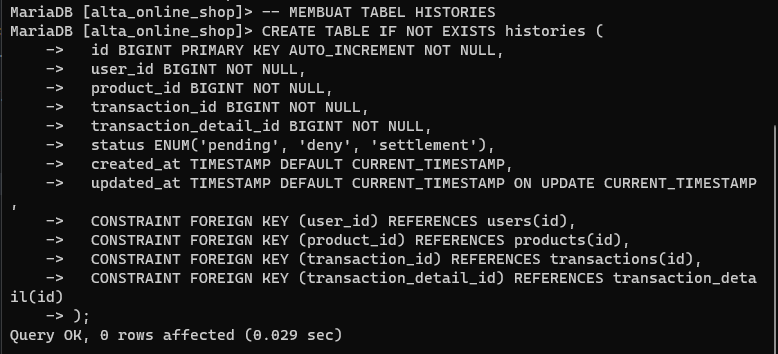 MariaDB [alta_online_shop]> -- MEMBUAT TABEL HISTORIES
MariaDB [alta_online_shop]> CREATE TABLE IF NOT EXISTS histories (
    ->   id BIGINT PRIMARY KEY AUTO_INCREMENT NOT NULL,
    ->   user_id BIGINT NOT NULL,
    ->   product_id BIGINT NOT NULL,
    ->   transaction_id BIGINT NOT NULL,
    ->   transaction_detail_id BIGINT NOT NULL,
    ->   status ENUM('pending', 'deny', 'settlement'),
    ->   created_at TIMESTAMP DEFAULT CURRENT_TIMESTAMP,
    ->   updated_at TIMESTAMP DEFAULT CURRENT_TIMESTAMP ON UPDATE CURRENT_TIMESTAMP
,
    ->   CONSTRAINT FOREIGN KEY (user_id) REFERENCES users(id),
    ->   CONSTRAINT FOREIGN KEY (product_id) REFERENCES products(id),
    ->   CONSTRAINT FOREIGN KEY (transaction_id) REFERENCES transactions(id),
    ->   CONSTRAINT FOREIGN KEY (transaction_detail_id) REFERENCES transaction_deta
il(id)
    -> );
Query OK, 0 rows affected (0.029 sec)